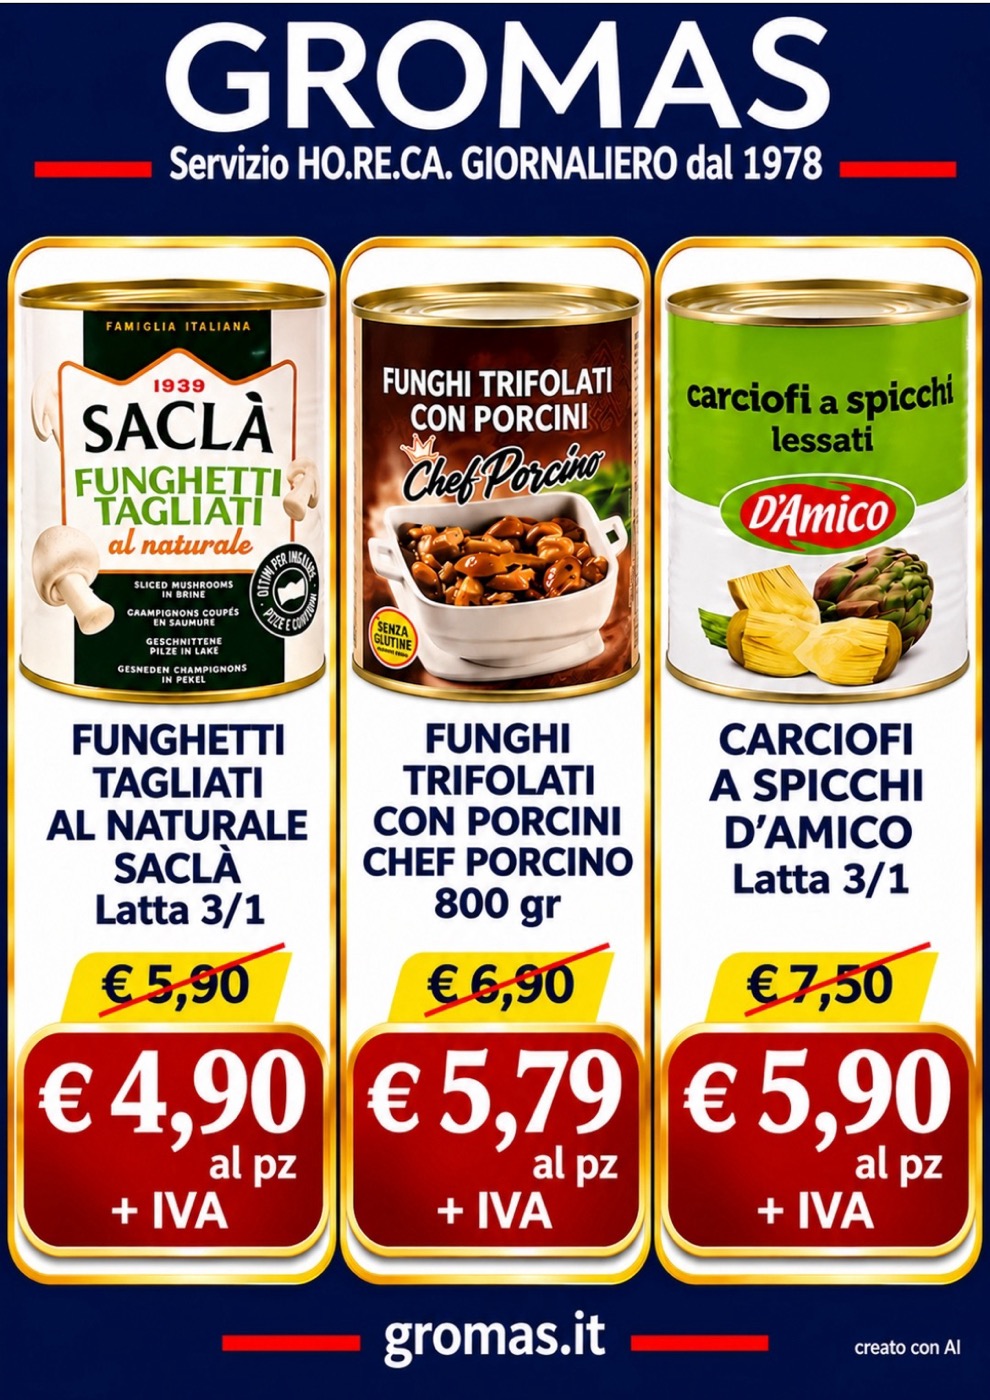 GROMAS
Servizio HO.RE.CA. GIORNALIERO dal 1978
FAMIGLIA ITALIANA
1939
SACLÀ
FUNGHETTI
TAGLIATI
al naturale
SLICED MUSHROOMS
IN BRINE
CAAMPIGNONS COUPÉS
EN SAUMURE
GESCHNITTENE
PILZE IN LAKE
GESNEDEN CHAMPIGNONS
IN PEKEL
FUNGHI TRIFOLATI
CON PORCINI
Chef Porcino
SENZA
GLUTINE
carciofi a spicchi
lessati
D'Amico
FUNGHETTI
TAGLIATI
AL NATURALE
SACLÀ
Latta 3/1
€ 5,90
€ 4,90
al pz
+ IVA
FUNGHI
TRIFOLATI
CON PORCINI
CHEF PORCINO
800 gr
€ 6,90
€ 5,79
al pz
+ IVA
CARCIOFI
A SPICCHI
D'AMICO
Latta 3/1
€ 7,50
€ 5,90
al pz
+ IVA
gromas.it
creato con AI